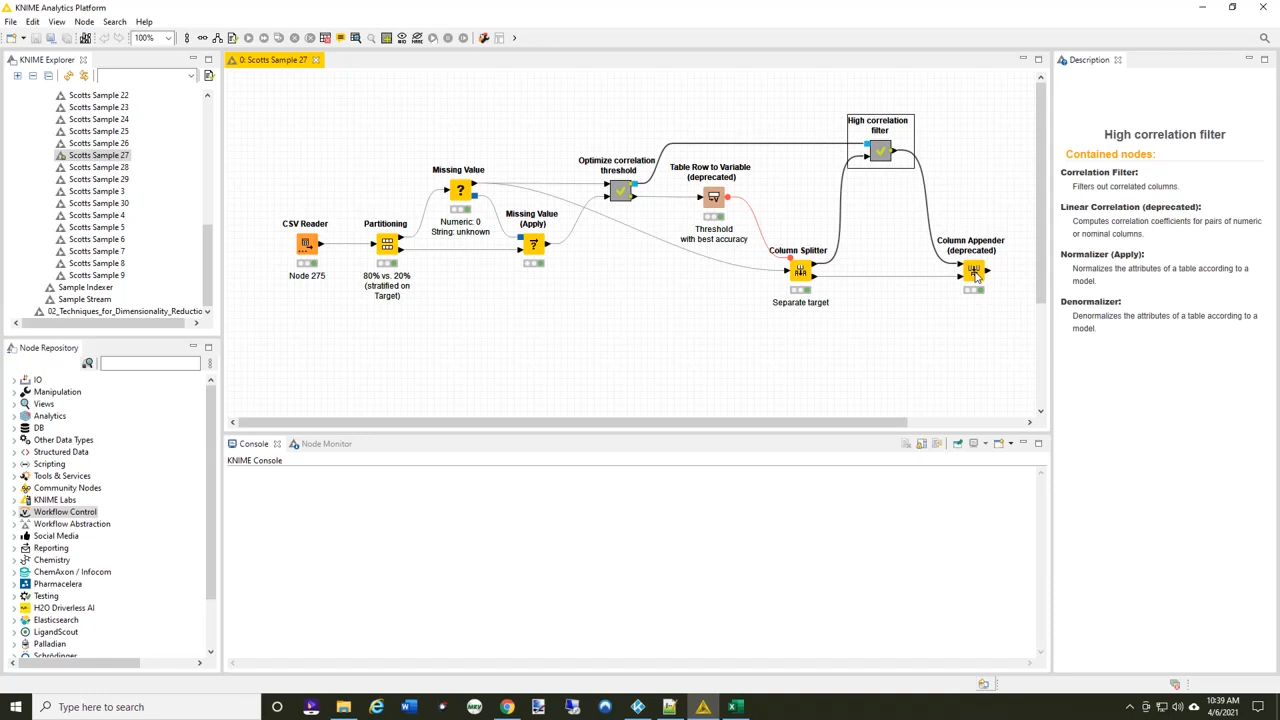 KNIME Analytics Platform
File Edit View Node Search Help
100%
KNIME Explorer
Scotts Sample 22
Scotts Sample 23
Scotts Sample 24
Scotts Sample 25
Scotts Sample 26
Scotts Sample 27
Scotts Sample 28
Scotts Sample 29
Scotts Sample 3
Scotts Sample 30
Scotts Sample 4
Scotts Sample 5
Scotts Sample 6
Scotts Sample 7
Scotts Sample 8
Scotts Sample 9
Sample Indexer
Sample Stream
02_Techniques_for_Dimensionality_Reductio
Node Repository
IO
Manipulation
Views
Analytics
DB
Other Data Types
Structured Data
Scripting
Tools & Services
Community Nodes
KNIME Labs
Workflow Control
Workflow Abstraction
Social Media
Reporting
Chemistry
ChemAxon / Infocom
Pharmacelera
Testing
H2O Driverless AI
Elasticsearch
LigandScout
Palladian
Schrödinger
0: Scotts Sample 27
CSV Reader
Node 275
Partitioning
80% vs. 20%
(stratified on
Target)
Missing Value
Numeric: 0
String: unknown
Missing Value
(Apply)
Optimize correlation
threshold
Table Row to Variable
(deprecated)
Threshold
with best accuracy
Column Splitter
Separate target
High correlation
filter
Column Appender
(deprecated)
Console
Node Monitor
KNIME Console
Description
High correlation filter
Contained nodes:
Correlation Filter:
Filters out correlated columns.
Linear Correlation (deprecated):
Computes correlation coefficients for pairs of numeric
or nominal columns.
Normalizer (Apply):
Normalizes the attributes of a table according to a
model.
Denormalizer:
Denormalizes the attributes of a table according to a
model.
Type here to search
10:39 AM
4/6/2021